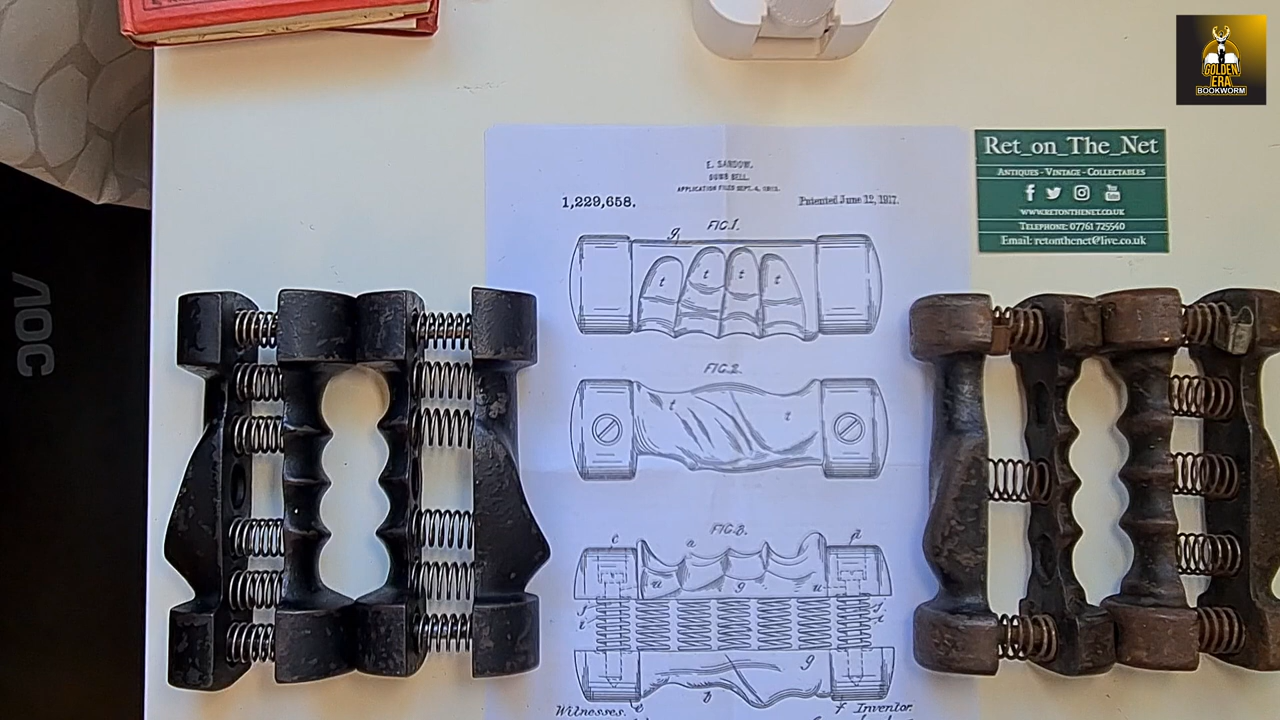 GOLDEN
ERA
BOOKWORM
E. SANDOW.
DUMB BELL.
APPLICATION FILED SEPT. 4, 1913.
1,229,658.
Patented June 12, 1917.
FIG.1.
g
t t t t
FIG.2.
t t
FIG.3.
c a d
u g u
s s
i i
g
b
e f
Witnesses. Inventor.
Ret_on_The_Net
ANTIQUES - VINTAGE - COLLECTABLES
WWW.RETONTHENET.CO.UK
TELEPHONE: 07761 725540
Email: retonthenet@live.co.uk
AOC